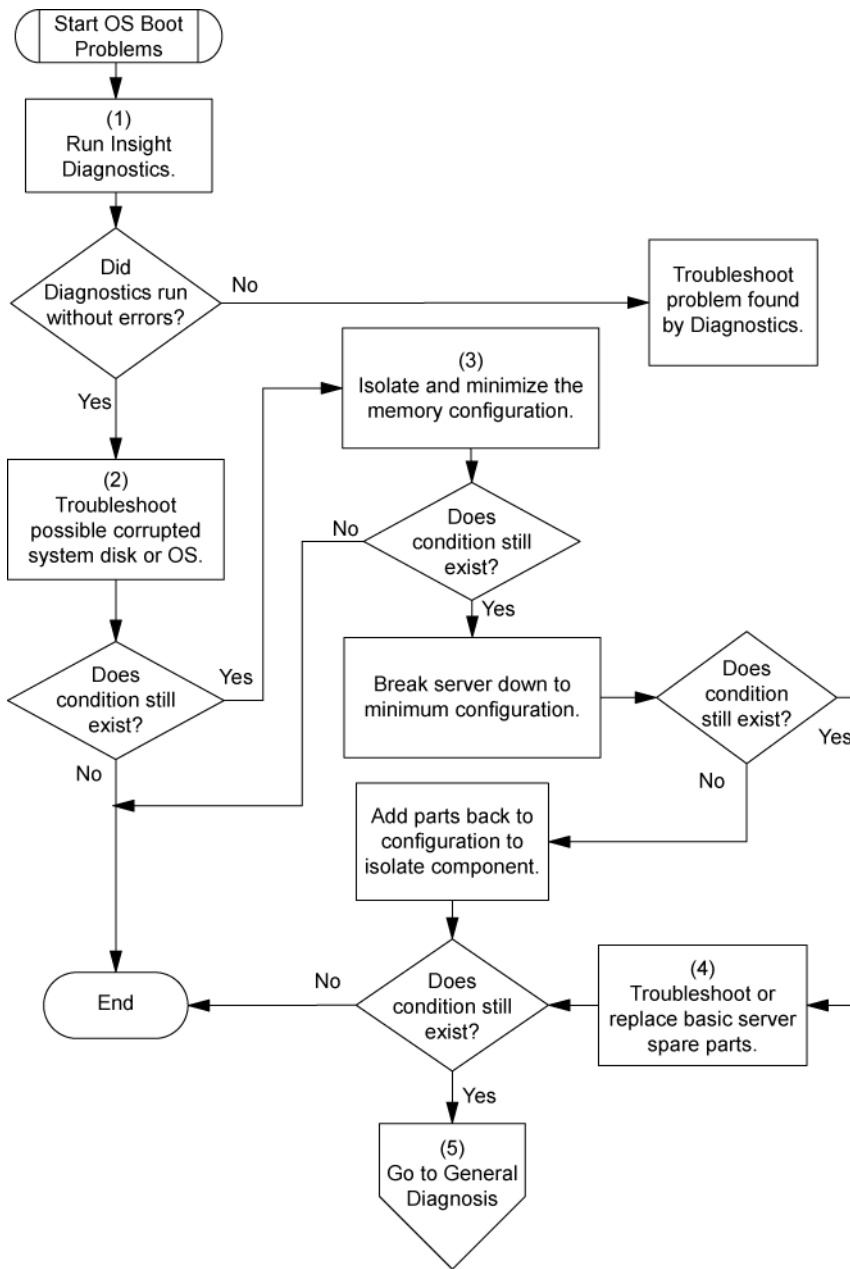 Start OS Boot
Problems
(1)
Run Insight
Diagnostics.
Did
Diagnostics run
without errors?
No
Troubleshoot
problem found
by Diagnostics.
Yes
(2)
Troubleshoot
possible corrupted
system disk or OS.
Does
condition still
exist?
Yes
No
(3)
Isolate and minimize the
memory configuration.
Does
condition still
exist?
No
Yes
Break server down to
minimum configuration.
Does
condition
still exist?
Yes
No
Add parts back to
configuration to
isolate component.
(4)
Troubleshoot or
replace basic server
spare parts.
Does
condition still
exist?
No
End
Yes
(5)
Go to General
Diagnosis